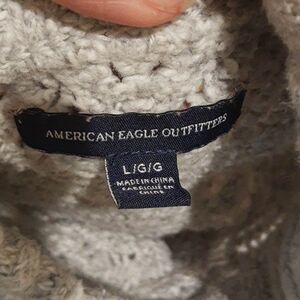 AMERICAN EAGLE OUTFITTERS
L/G/G
MADE IN CHINA
FABRIQUÉ EN
CHINE